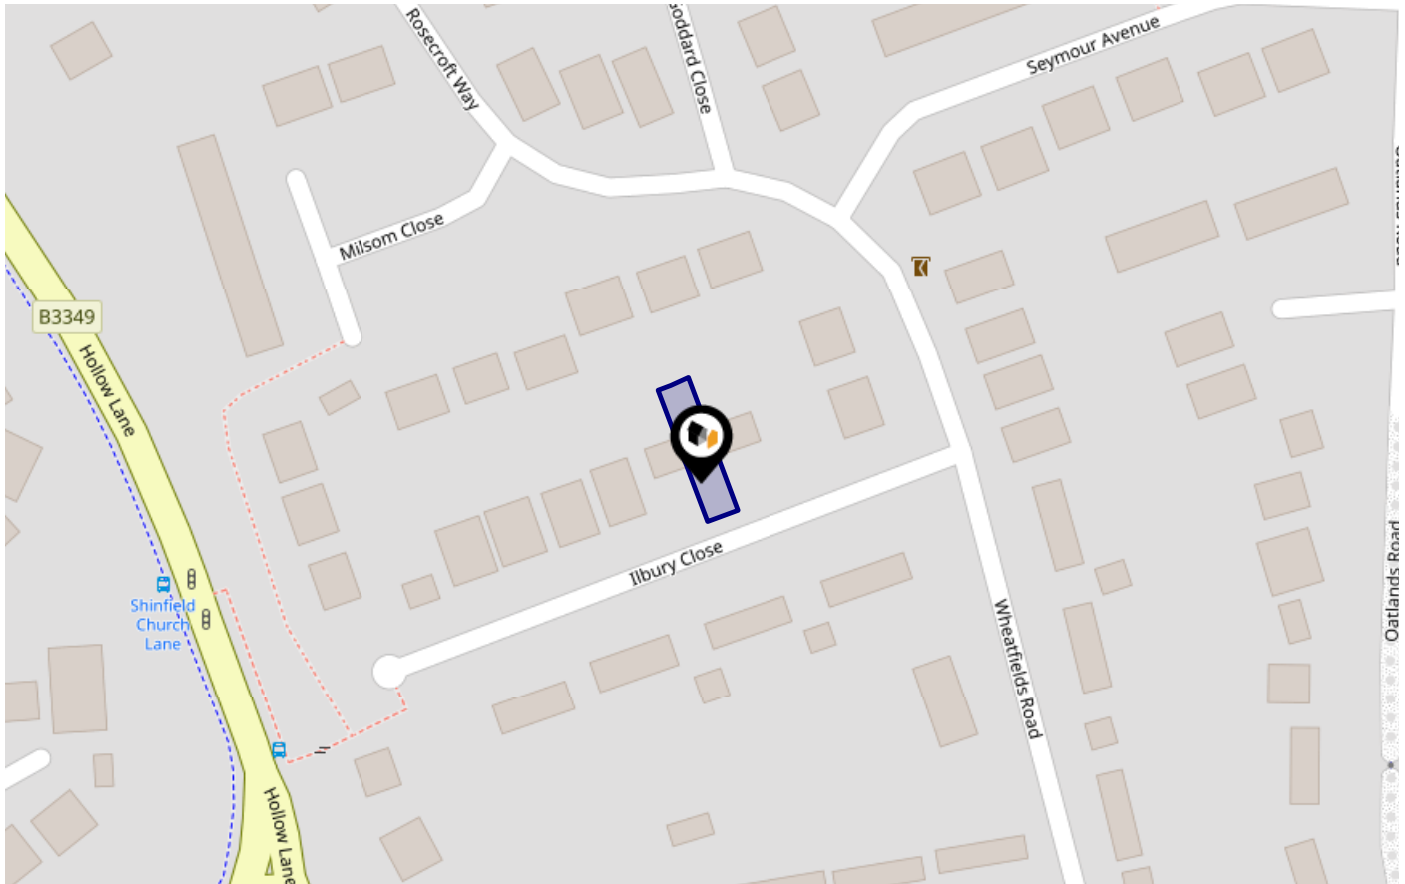 Rosecroft Way
Goddard Close
Seymour Avenue
Milsom Close
B3349
Hollow Lane
Ilbury Close
Shinfield
Church
Lane
Wheatfields Road
Oatlands Road
Hollow Lane